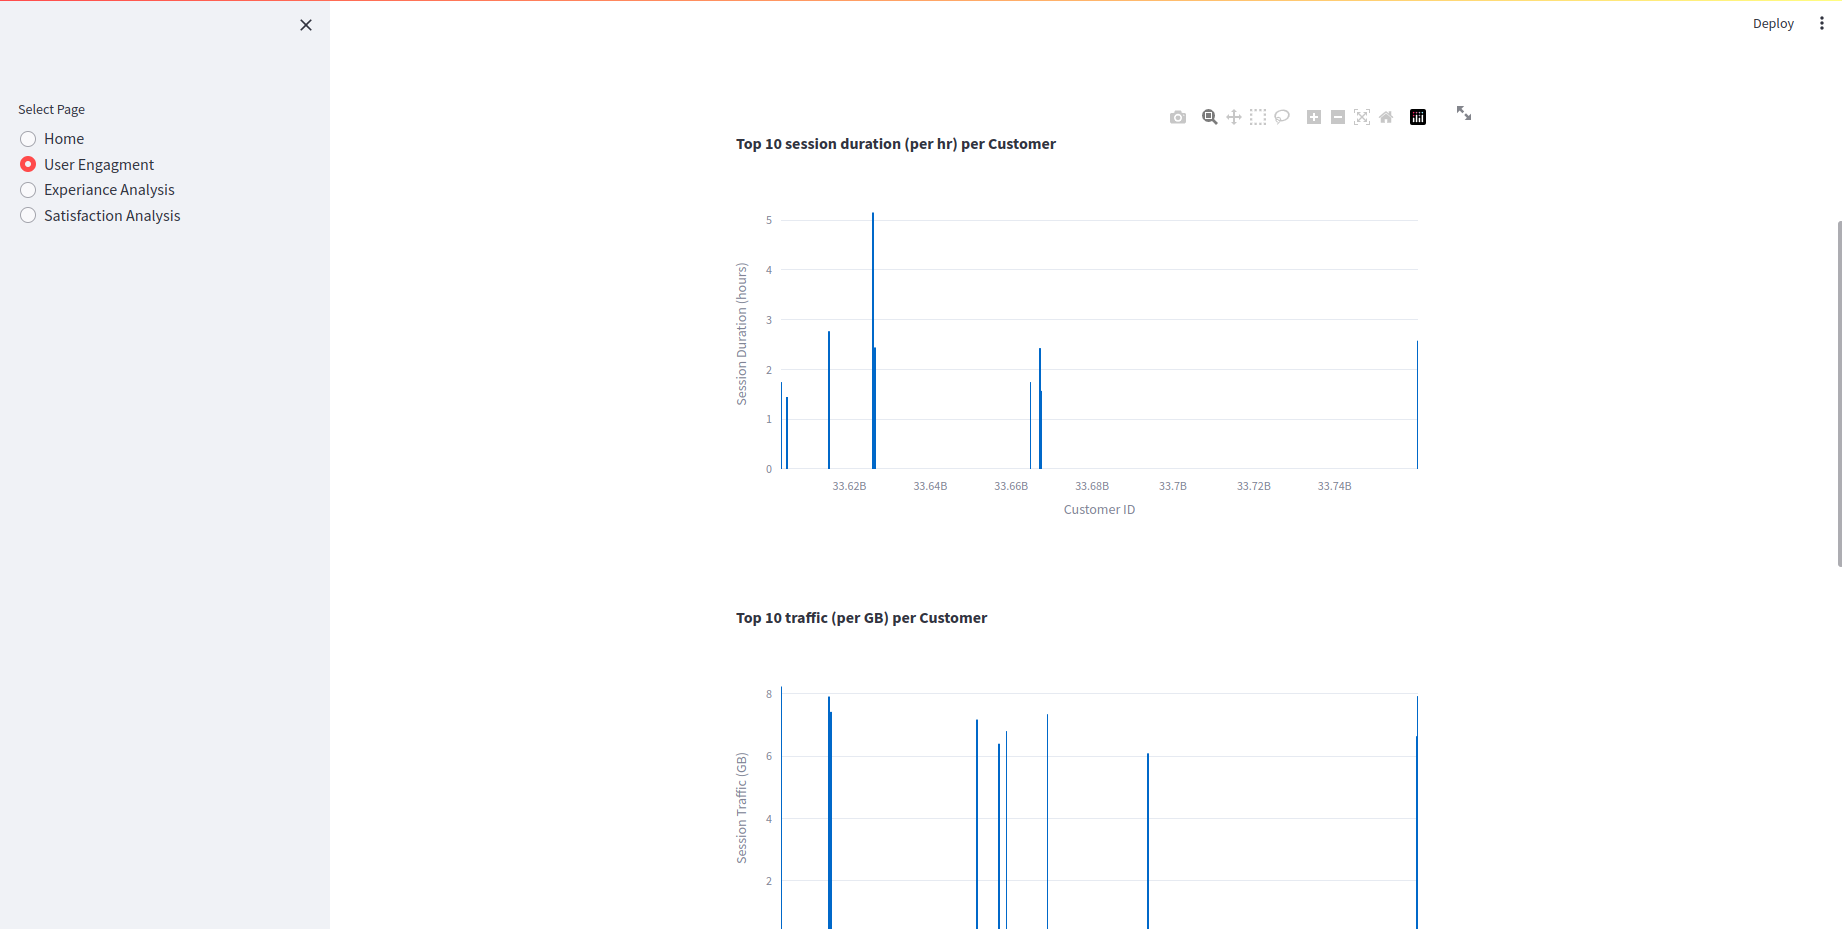 Deploy
Select Page
Home
User Engagment
Experiance Analysis
Satisfaction Analysis
Top 10 session duration (per hr) per Customer
5
4
3
2
1
0
Session Duration (hours)
33.62B 33.64B 33.66B 33.68B 33.7B 33.72B 33.74B
Customer ID
Top 10 traffic (per GB) per Customer
8
6
4
2
Session Traffic (GB)